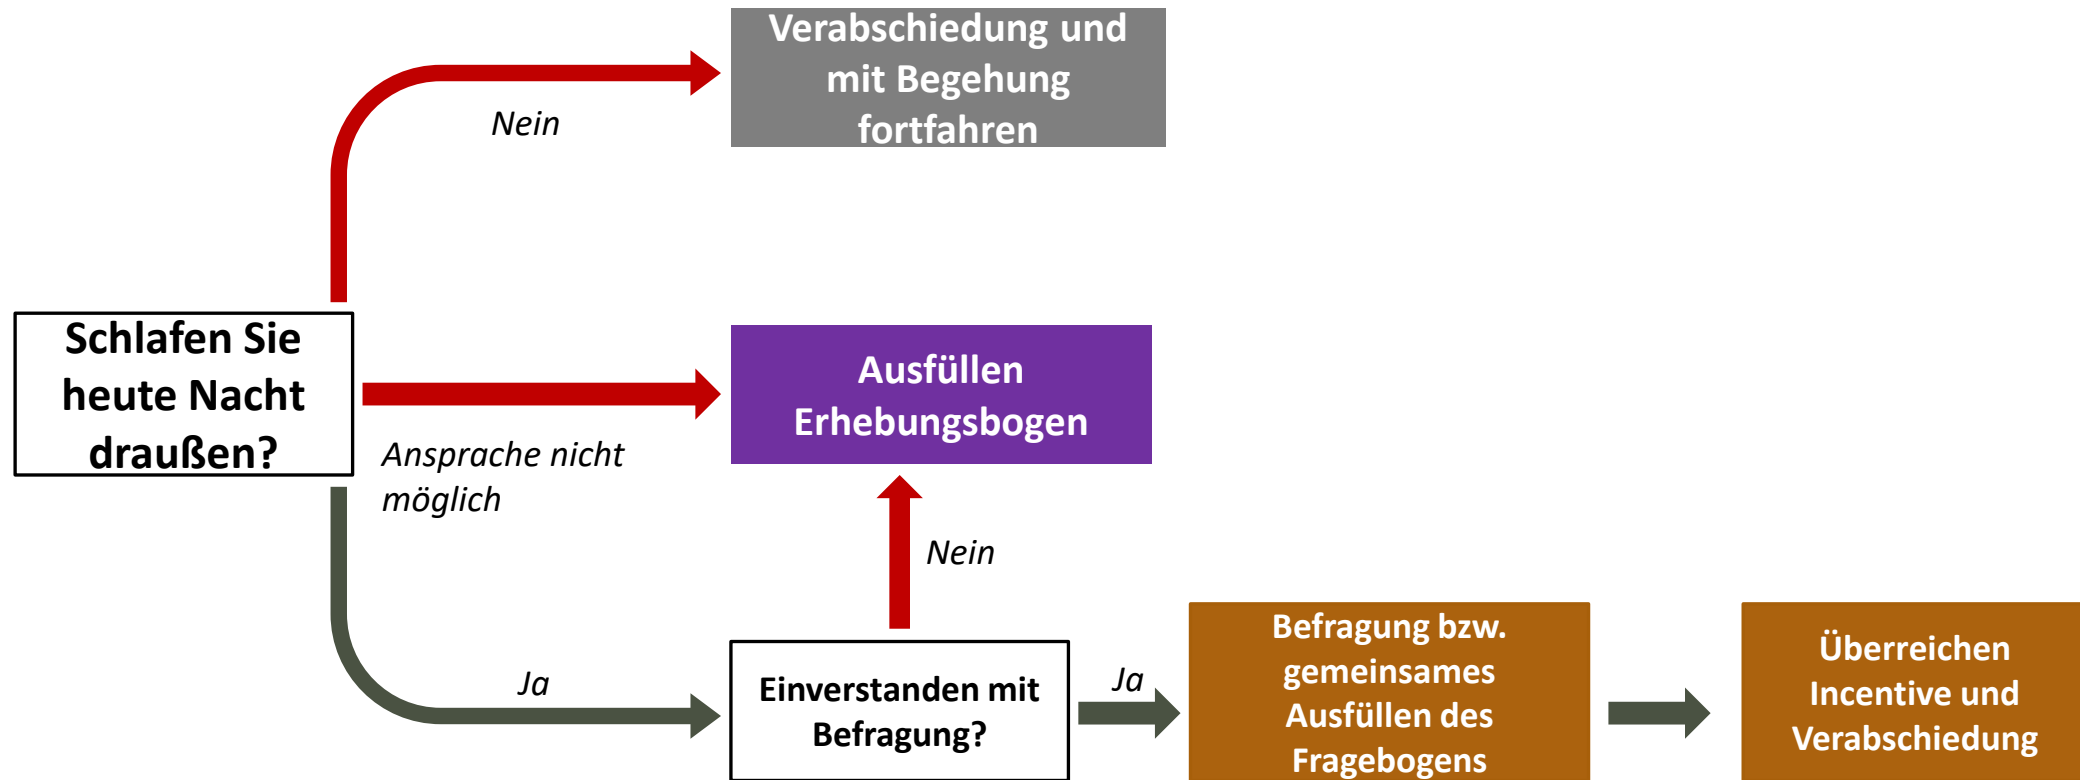 Verabschiedung und
mit Begehung
fortfahren
Nein
Schlafen Sie
heute Nacht
draußen?
Ausfüllen
Erhebungsbogen
Ansprache nicht
möglich
Nein
Ja
Einverstanden mit
Befragung?
Ja
Befragung bzw.
gemeinsames
Ausfüllen des
Fragebogens
Überreichen
Incentive und
Verabschiedung